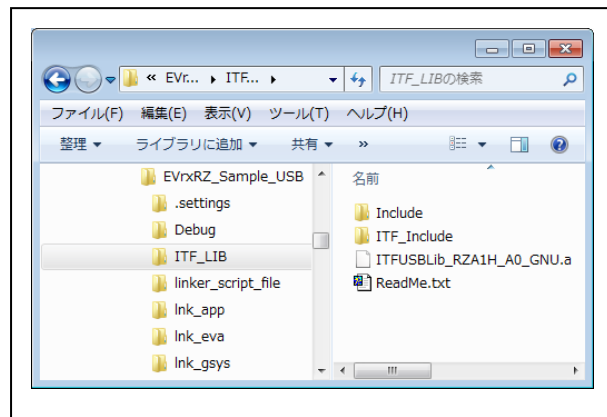 « EVr... ▸ ITF... ▸
ITF_LIBの検索
ファイル(F) 編集(E) 表示(V) ツール(T) ヘルプ(H)
整理 ▼ ライブラリに追加 ▼ 共有 ▼ »
EVrxRZ_Sample_USB
.settings
Debug
ITF_LIB
linker_script_file
lnk_app
lnk_eva
lnk_gsys
名前
Include
ITF_Include
ITFUSBLib_RZA1H_A0_GNU.a
ReadMe.txt